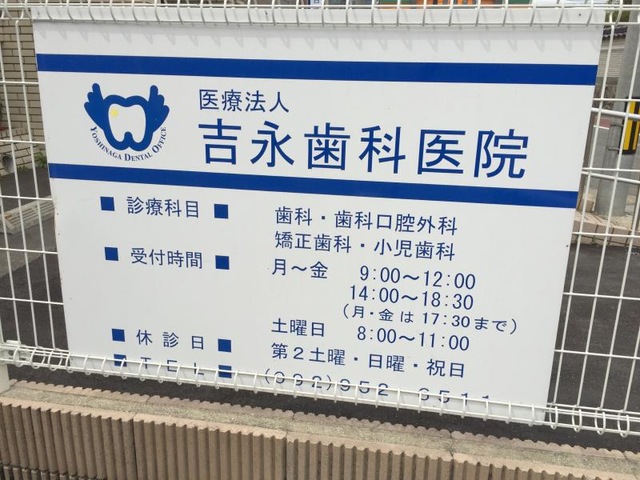 YOSHINAGA DENTAL OFFICE
医療法人
吉永歯科医院
■ 診療科目 ■ 歯科・歯科口腔外科
矯正歯科・小児歯科
■ 受付時間 ■ 月～金 9:00～12:00
14:00～18:30
(月・金は17:30まで)
土曜日 8:00～11:00
■ 休診日 ■ 第2土曜・日曜・祝日
■ TEL ■ (092)952